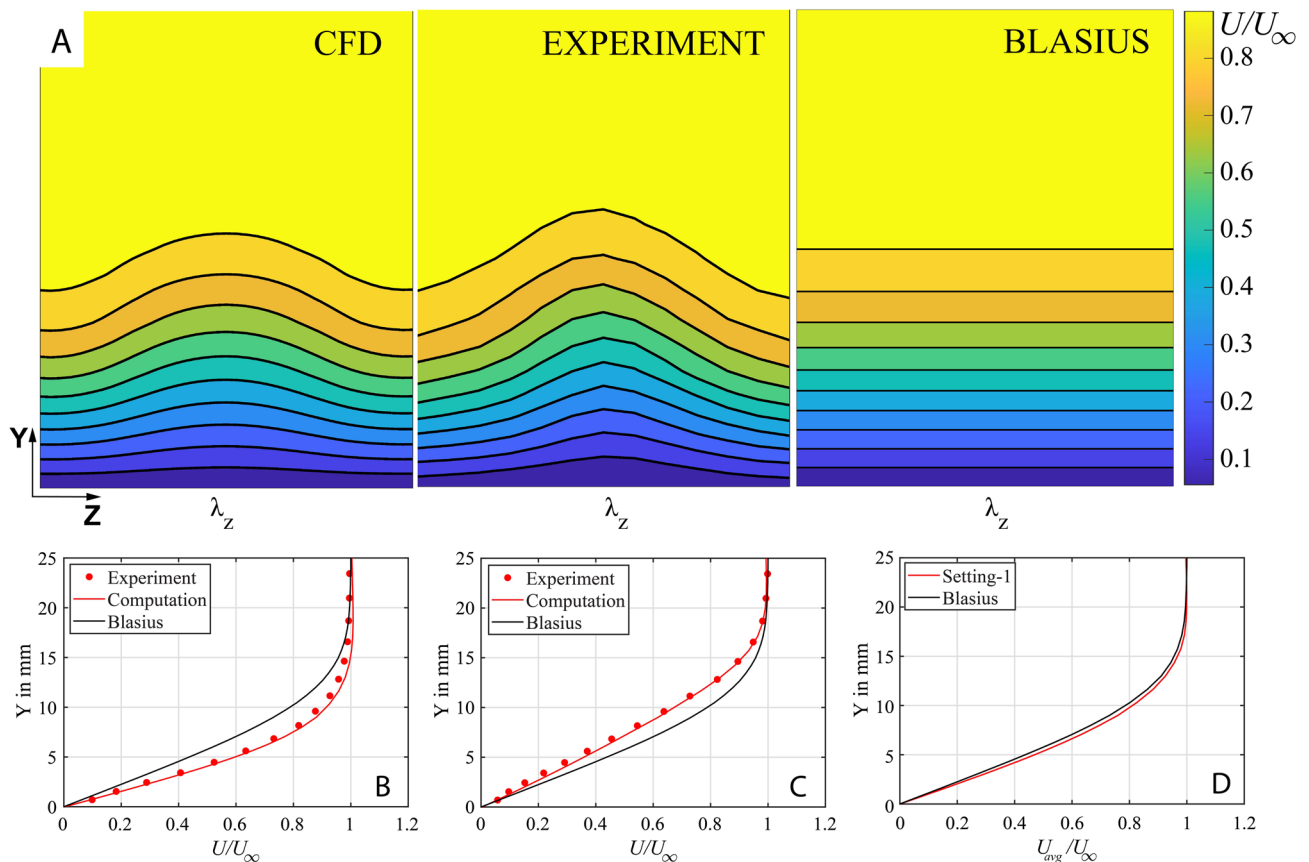 A
CFD
EXPERIMENT
BLASIUS
U/U∞
0.8
0.7
0.6
0.5
0.4
0.3
0.2
0.1
Y
Z
λz
λz
λz
25
20
15
10
5
0
Y in mm
Experiment
Computation
Blasius
B
0 0.2 0.4 0.6 0.8 1 1.2
U/U∞
25
20
15
10
5
0
Y in mm
Experiment
Computation
Blasius
C
0 0.2 0.4 0.6 0.8 1 1.2
U/U∞
25
20
15
10
5
0
Y in mm
Setting-1
Blasius
D
0 0.2 0.4 0.6 0.8 1 1.2
Uavg/U∞